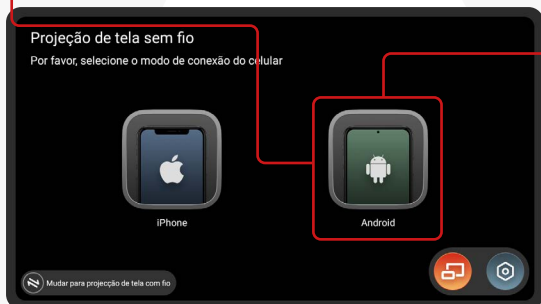 Projeção de tela sem fio
Por favor, selecione o modo de conexão do celular
iPhone
Android
Mudar para projecção de tela com fio